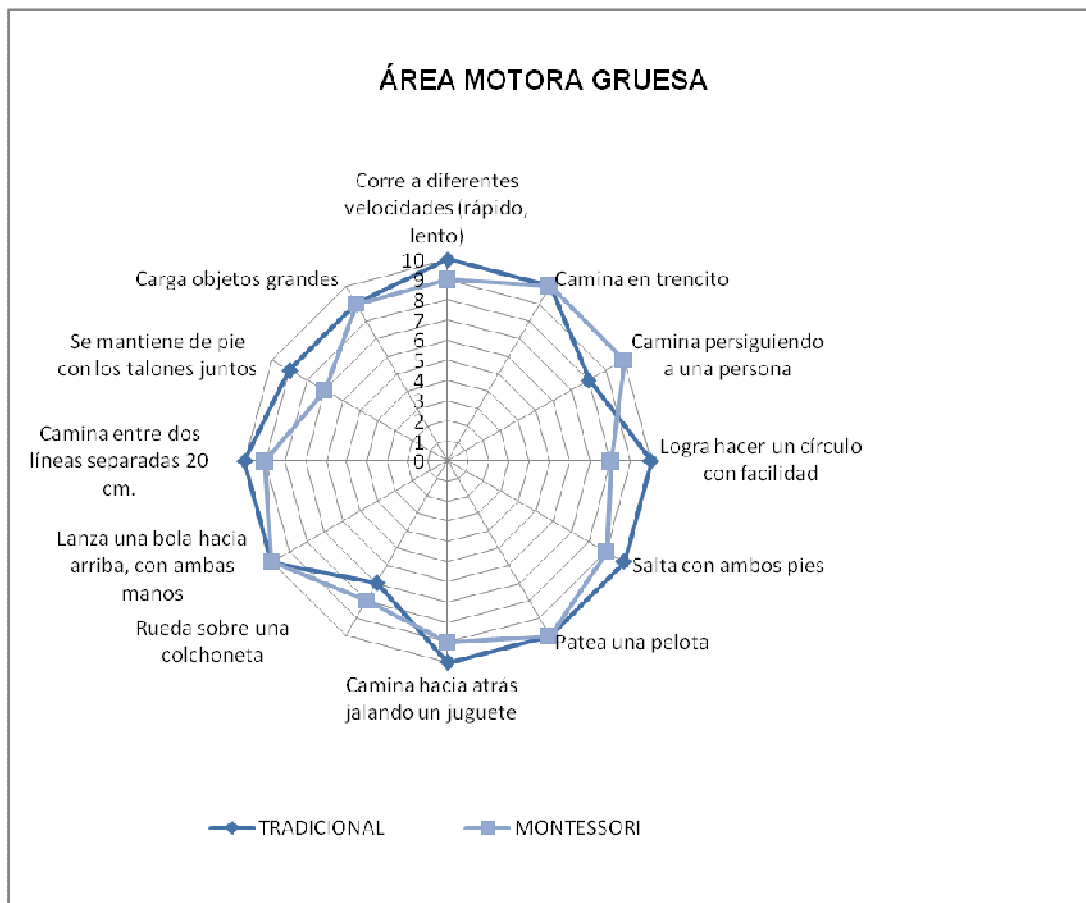 ÁREA MOTORA GRUESA
Corre a diferentes
velocidades (rápido,
lento)
Camina en trencito
Camina persiguiendo
a una persona
Logra hacer un círculo
con facilidad
Salta con ambos pies
Patea una pelota
Camina hacia atrás
jalando un juguete
Rueda sobre una
colchoneta
Lanza una bola hacia
arriba, con ambas
manos
Camina entre dos
líneas separadas 20
cm.
Se mantiene de pie
con los talones juntos
Carga objetos grandes
10
9
8
7
6
5
4
3
2
1
0
TRADICIONAL
MONTESSORI